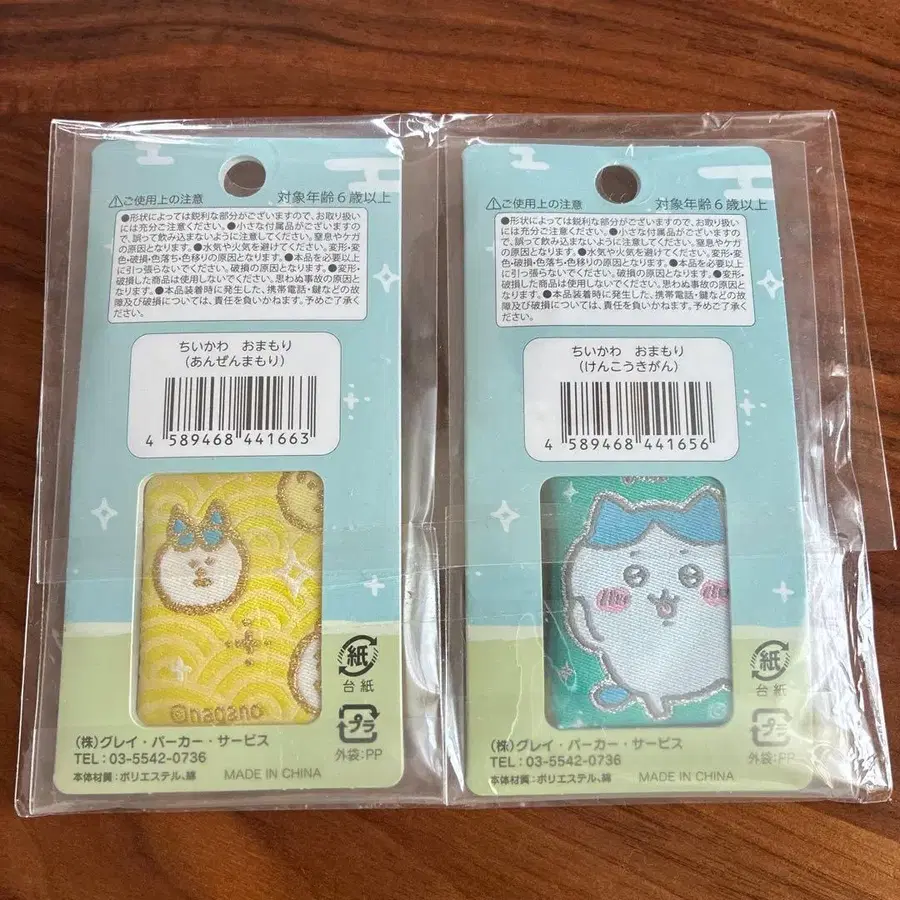 ⚠ご使用上の注意 対象年齢6歳以上
●形状によっては鋭利な部分がございますので、お取り扱い
には充分ご注意ください。●小さな付属品がございますの
で、誤って飲み込まないように注意してください。窒息やケガ
の原因となります。●水気や火気を避けてください。変形・変
色・破損・色落ち・色移りの原因となります。●本品を必要以上
に引っ張らないでください。破損の原因となります。●変形・
破損した商品は使用しないでください。思わぬ事故の原因と
なります。●本品装着時に発生した、携帯電話・鍵などの故
障及び破損については、責任を負いかねます。予めご了承く
ださい。
ちいかわ おまもり
(あんぜんまもり)
4 589468 441663
©nagano
紙
台紙
プラ
外袋:PP
(株)グレイ・パーカー・サービス
TEL:03-5542-0736
本体材質:ポリエステル、綿 MADE IN CHINA
⚠ご使用上の注意 対象年齢6歳以上
●形状によっては鋭利な部分がございますので、お取り扱い
には充分ご注意ください。●小さな付属品がございますの
で、誤って飲み込まないように注意してください。窒息やケガ
の原因となります。●水気や火気を避けてください。変形・変
色・破損・色落ち・色移りの原因となります。●本品を必要以上
に引っ張らないでください。破損の原因となります。●変形・破
損した商品は使用しないでください。思わぬ事故の原因とな
ります。●本品装着時に発生した、携帯電話・鍵などの故障及
び破損については、責任を負いかねます。予めご了承くださ
い。
ちいかわ おまもり
(けんこうきがん)
4 589468 441656
©
紙
台紙
プラ
外袋:PP
(株)グレイ・パーカー・サービス
TEL:03-5542-0736
本体材質:ポリエステル、綿 MADE IN CHINA